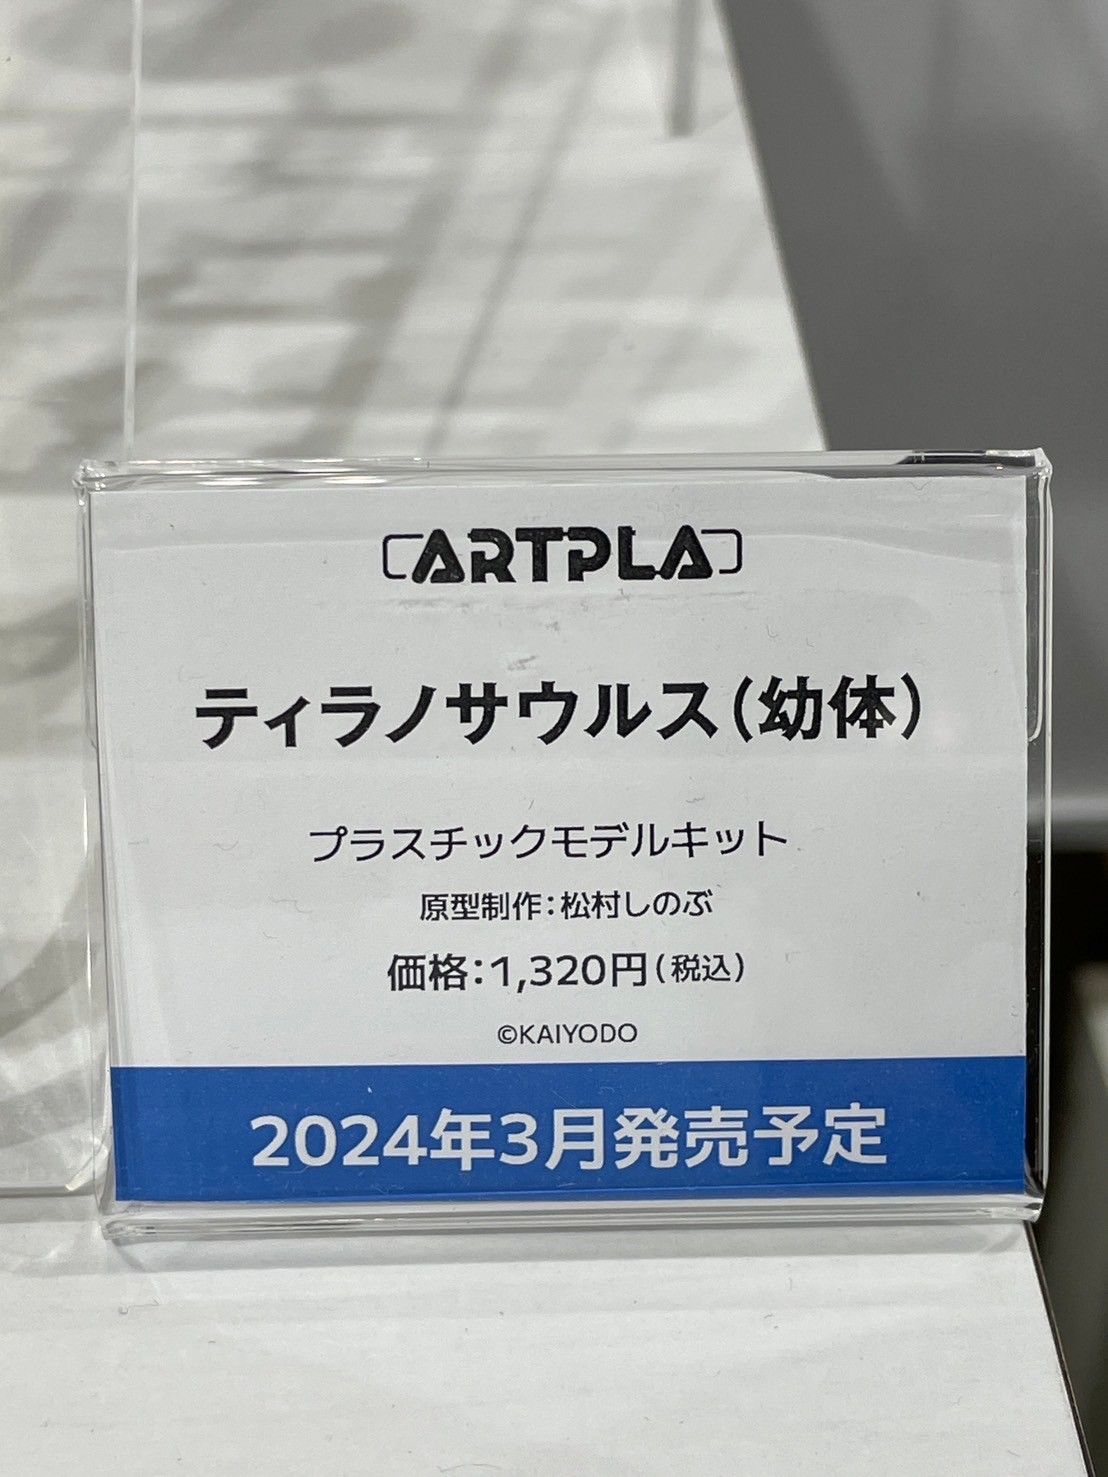 ARTPLA
ティラノサウルス(幼体)
プラスチックモデルキット
原型制作:松村しのぶ
価格:1,320円(税込)
©KAIYODO
2024年3月発売予定